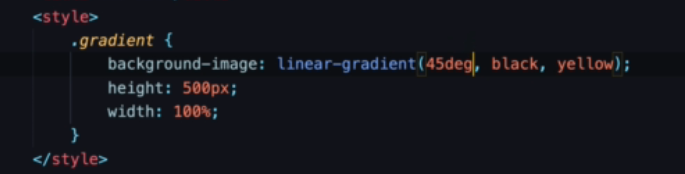 <style>
.gradient {
background-image: linear-gradient(45deg, black, yellow);
height: 500px;
width: 100%;
}
</style>